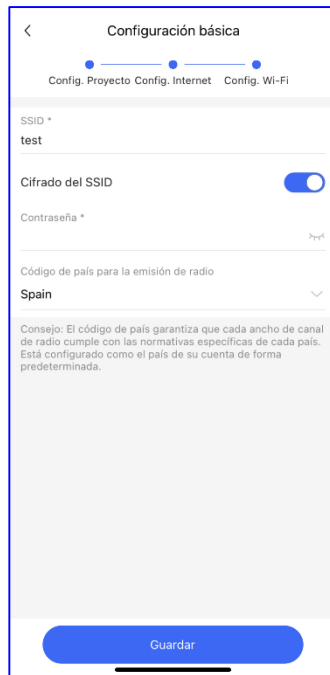 Configuración básica
Config. Proyecto Config. Internet Config. Wi-Fi
SSID *
test
Cifrado del SSID
Contraseña *
Código de país para la emisión de radio
Spain
Consejo: El código de país garantiza que cada ancho de canal
de radio cumple con las normativas específicas de cada país.
Está configurado como el país de su cuenta de forma
predeterminada.
Guardar